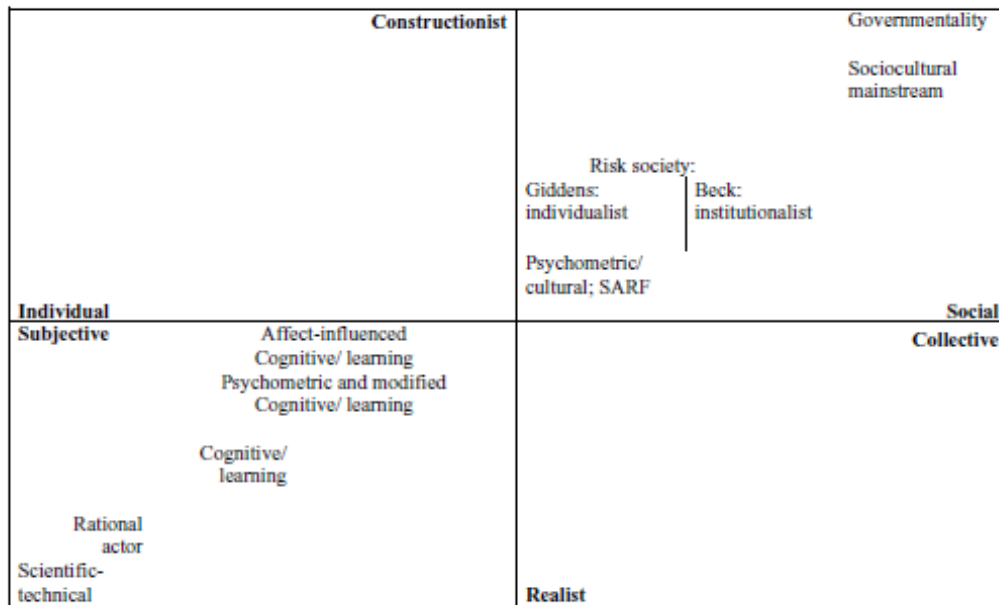 Constructionist
Governmentality
Sociocultural
mainstream
Risk society:
Giddens:
individualist
Beck:
institutionalist
Psychometric/
cultural; SARF
Individual
Social
Subjective
Affect-influenced
Collective
Cognitive/ learning
Psychometric and modified
Cognitive/ learning
Cognitive/
learning
Rational
actor
Scientific-
technical
Realist